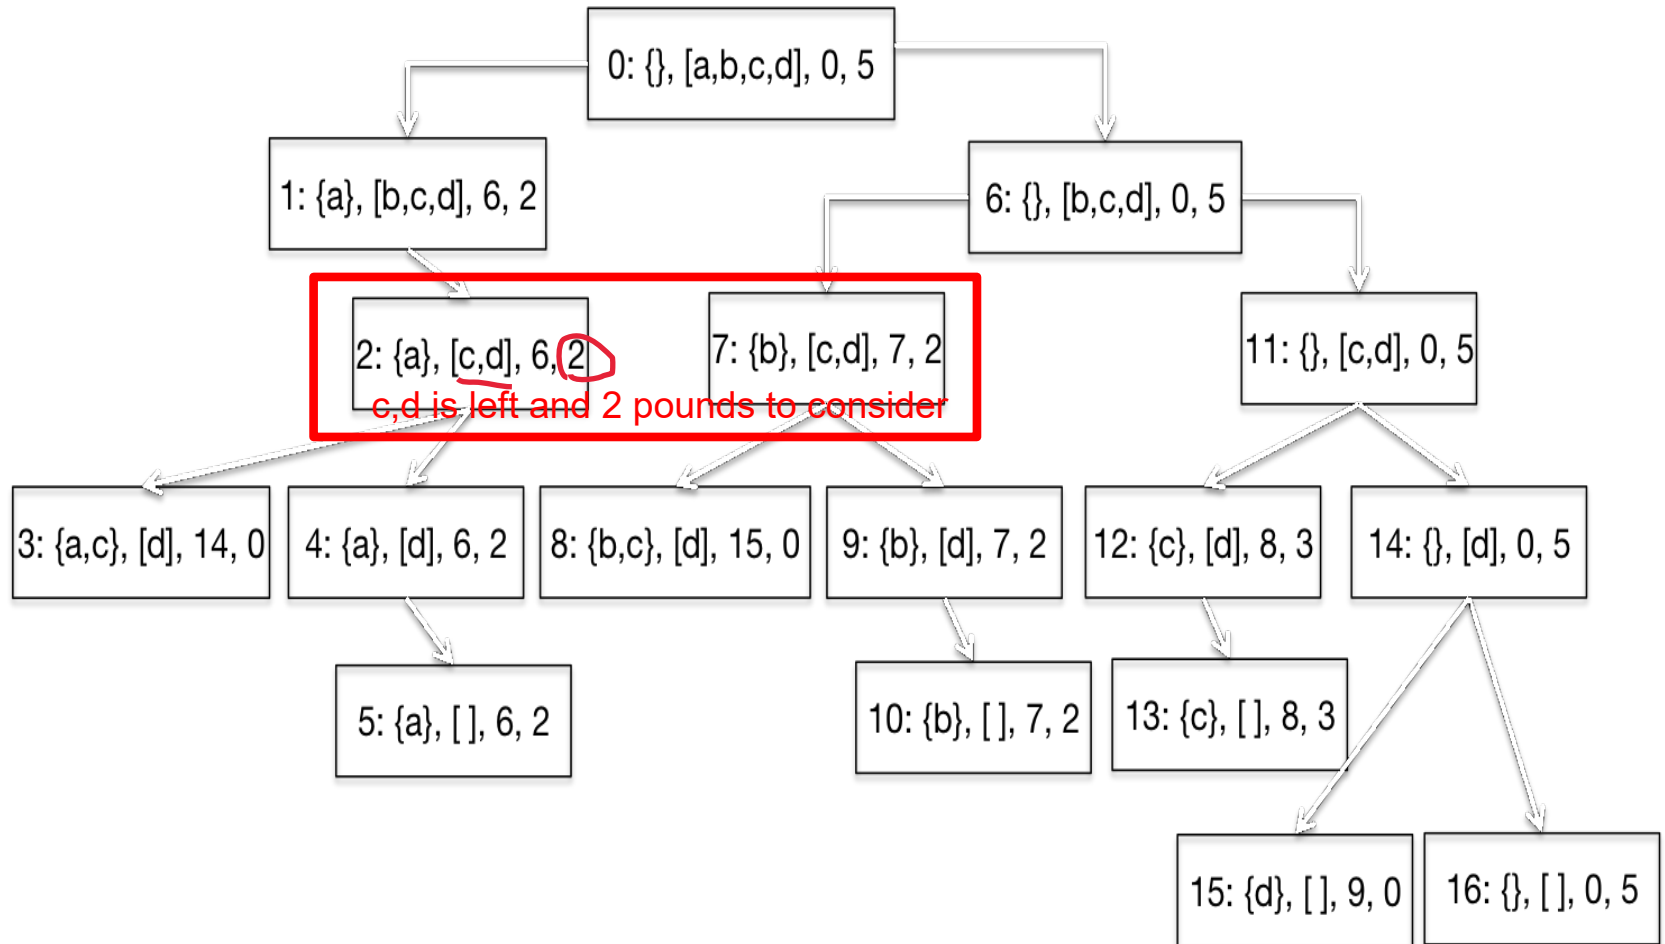 0: {}, [a,b,c,d], 0, 5
1: {a}, [b,c,d], 6, 2
6: {}, [b,c,d], 0, 5
2: {a}, [c,d], 6, 2
7: {b}, [c,d], 7, 2
11: {}, [c,d], 0, 5
c,d is left and 2 pounds to consider
3: {a,c}, [d], 14, 0
4: {a}, [d], 6, 2
8: {b,c}, [d], 15, 0
9: {b}, [d], 7, 2
12: {c}, [d], 8, 3
14: {}, [d], 0, 5
5: {a}, [ ], 6, 2
10: {b}, [ ], 7, 2
13: {c}, [ ], 8, 3
15: {d}, [ ], 9, 0
16: {}, [ ], 0, 5